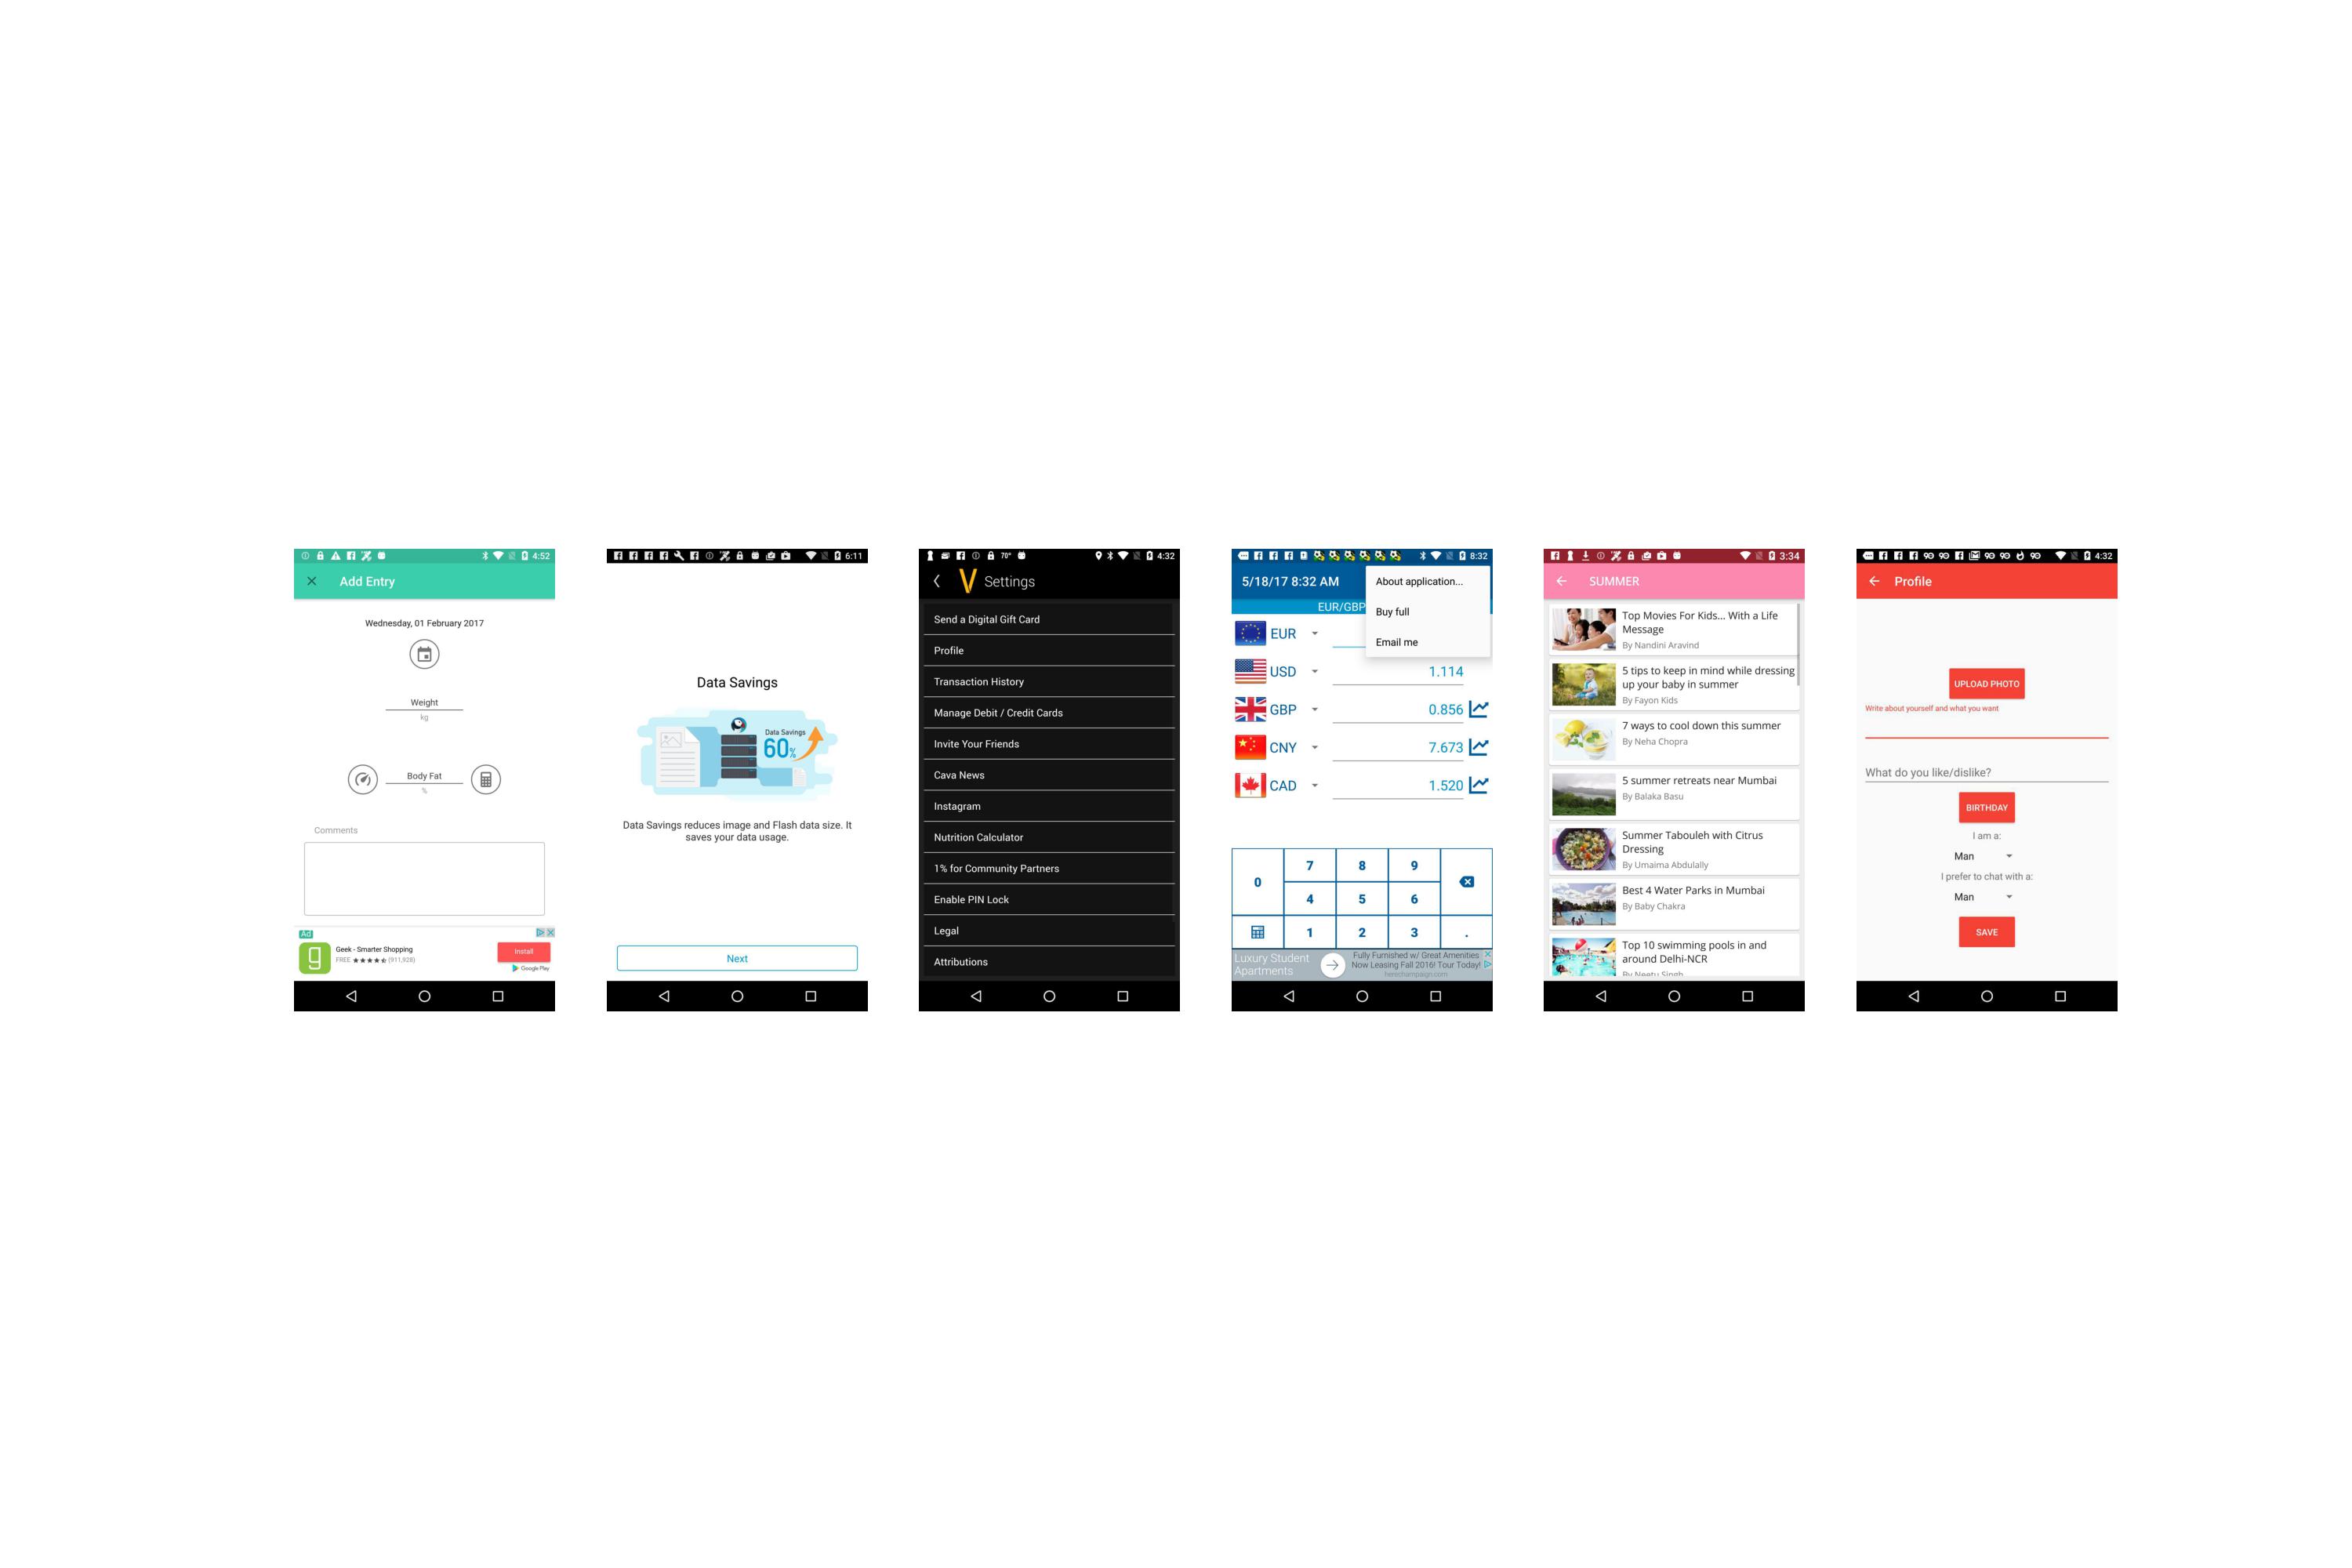 4:52
Add Entry
Wednesday, 01 February 2017
Weight
kg
Body Fat
%
Comments
Ad
Geek - Smarter Shopping
FREE ★★★★★ (911,928)
Install
Google Play
6:11
Data Savings
Data Savings
60%
Data Savings reduces image and Flash data size. It
saves your data usage.
Next
70° 4:32
V Settings
Send a Digital Gift Card
Profile
Transaction History
Manage Debit / Credit Cards
Invite Your Friends
Cava News
Instagram
Nutrition Calculator
1% for Community Partners
Enable PIN Lock
Legal
Attributions
8:32
5/18/17 8:32 AM
About application...
Buy full
Email me
EUR/GBP
EUR
USD 1.114
GBP 0.856
CNY 7.673
CAD 1.520
7 8 9
0
4 5 6
1 2 3 .
Luxury Student
Apartments
Fully Furnished w/ Great Amenities
Now Leasing Fall 2016! Tour Today!
herechampaign.com
3:34
SUMMER
Top Movies For Kids... With a Life
Message
By Nandini Aravind
5 tips to keep in mind while dressing
up your baby in summer
By Fayon Kids
7 ways to cool down this summer
By Neha Chopra
5 summer retreats near Mumbai
By Balaka Basu
Summer Tabouleh with Citrus
Dressing
By Umaima Abdulally
Best 4 Water Parks in Mumbai
By Baby Chakra
Top 10 swimming pools in and
around Delhi-NCR
By Neetu Singh
4:32
Profile
UPLOAD PHOTO
Write about yourself and what you want
What do you like/dislike?
BIRTHDAY
I am a:
Man
I prefer to chat with a:
Man
SAVE